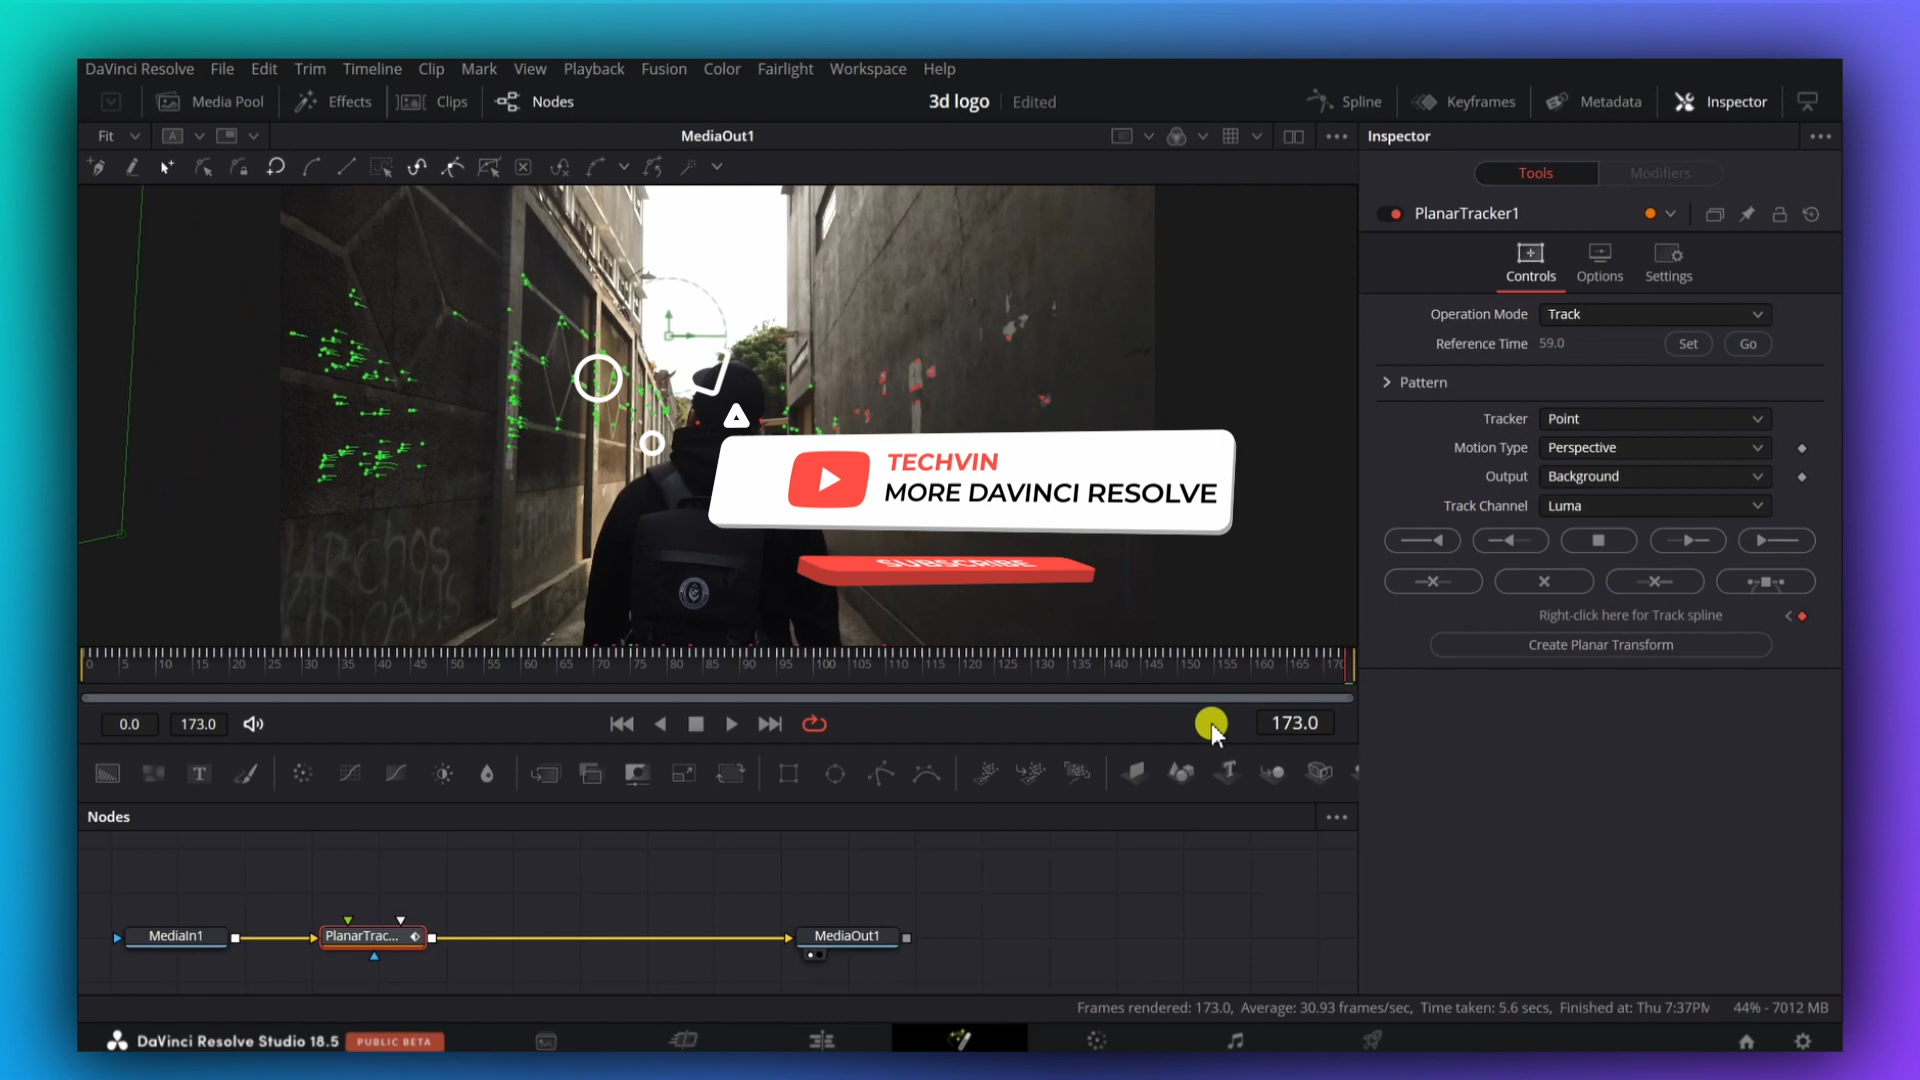 DaVinci Resolve File Edit Trim Timeline Clip Mark View Playback Fusion Color Fairlight Workspace Help
Media Pool Effects Clips Nodes 3d logo Edited Spline Keyframes Metadata Inspector
Fit A MediaOut1 Inspector
Tools Modifiers
PlanarTracker1
Controls Options Settings
Operation Mode Track
Reference Time 59.0 Set Go
Pattern
Tracker Point
Motion Type Perspective
Output Background
Track Channel Luma
Right-click here for Track spline
Create Planar Transform
TECHVIN
MORE DAVINCI RESOLVE
SUBSCRIBE
0 5 10 15 20 25 30 35 40 45 50 55 60 65 70 75 80 85 90 95 100 105 110 115 120 125 130 135 140 145 150 155 160 165 170
0.0 173.0 173.0
T T
Nodes
MediaIn1 PlanarTrac... MediaOut1
Frames rendered: 173.0, Average: 30.93 frames/sec, Time taken: 5.6 secs, Finished at: Thu 7:37PM 44% - 7012 MB
DaVinci Resolve Studio 18.5 PUBLIC BETA